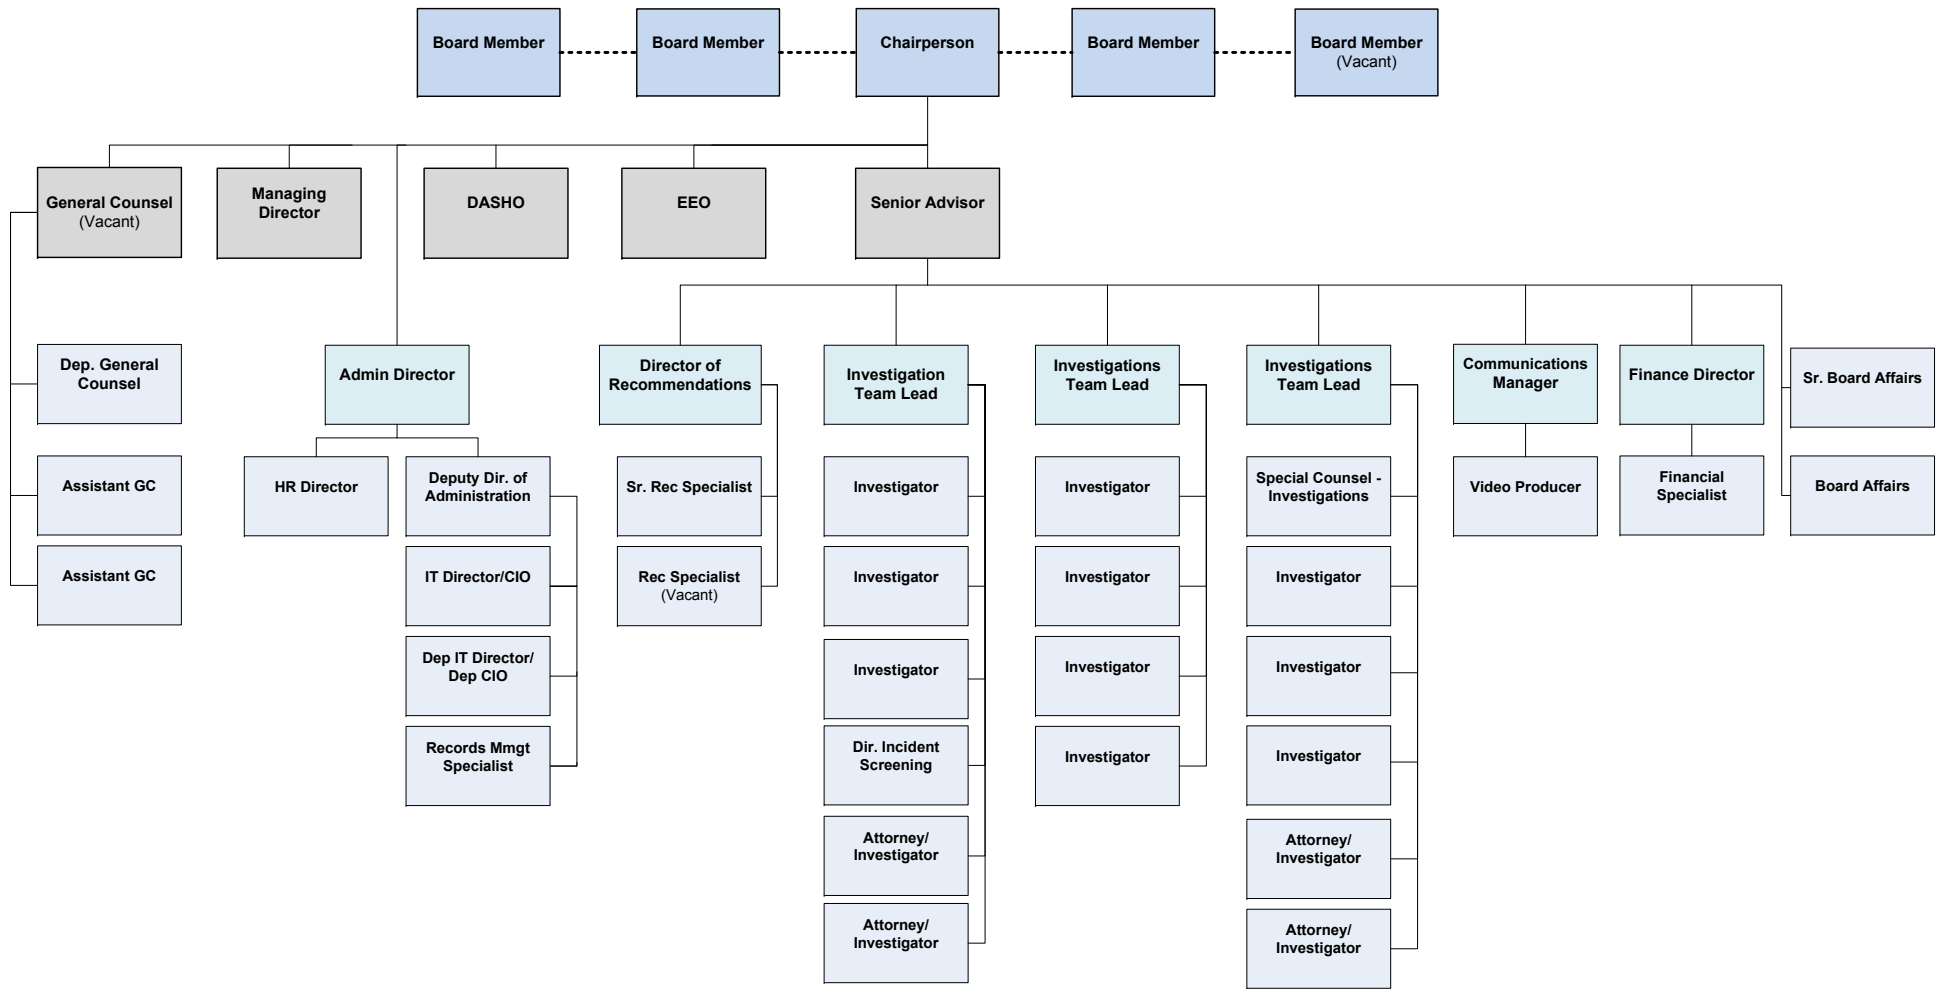 Board Member
Board Member
Chairperson
Board Member
Board Member
(Vacant)
General Counsel
(Vacant)
Managing
Director
DASHO
EEO
Senior Advisor
Dep. General
Counsel
Admin Director
Director of
Recommendations
Investigation
Team Lead
Investigations
Team Lead
Investigations
Team Lead
Communications
Manager
Finance Director
Sr. Board Affairs
Assistant GC
HR Director
Deputy Dir. of
Administration
Sr. Rec Specialist
Investigator
Investigator
Special Counsel -
Investigations
Video Producer
Financial
Specialist
Board Affairs
Assistant GC
IT Director/CIO
Rec Specialist
(Vacant)
Investigator
Investigator
Investigator
Dep IT Director/
Dep CIO
Investigator
Investigator
Investigator
Records Mmgt
Specialist
Dir. Incident
Screening
Investigator
Investigator
Attorney/
Investigator
Attorney/
Investigator
Attorney/
Investigator
Attorney/
Investigator